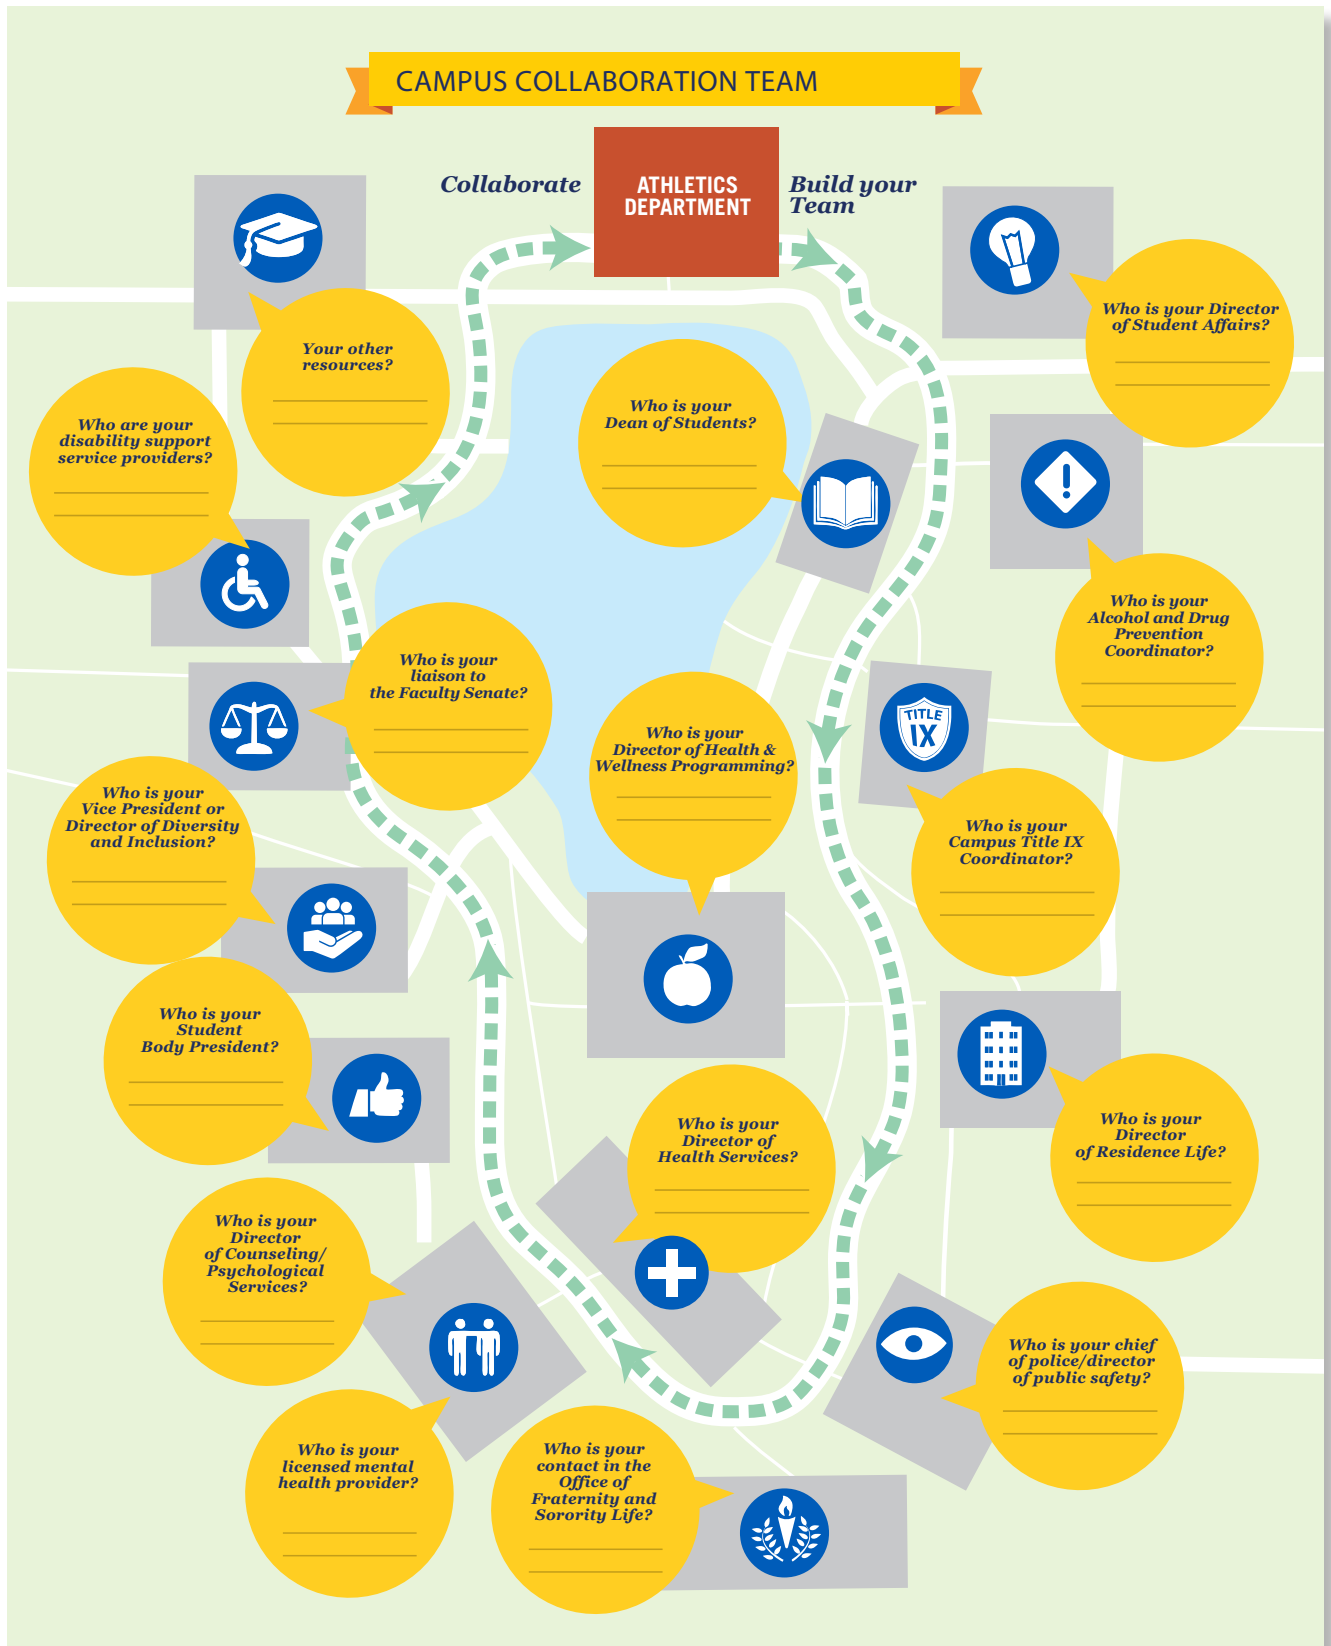 CAMPUS COLLABORATION TEAM
Collaborate
ATHLETICS
DEPARTMENT
Build your
Team
Who is your Director
of Student Affairs?
Your other
resources?
Who is your
Dean of Students?
Who are your
disability support
service providers?
Who is your
Alcohol and Drug
Prevention
Coordinator?
Who is your
liaison to
the Faculty Senate?
TITLE
IX
Who is your
Director of Health &
Wellness Programming?
Who is your
Vice President or
Director of Diversity
and Inclusion?
Who is your
Campus Title IX
Coordinator?
Who is your
Student
Body President?
Who is your
Director of
Health Services?
Who is your
Director
of Residence Life?
Who is your
Director
of Counseling/
Psychological
Services?
Who is your chief
of police/director
of public safety?
Who is your
licensed mental
health provider?
Who is your
contact in the
Office of
Fraternity and
Sorority Life?